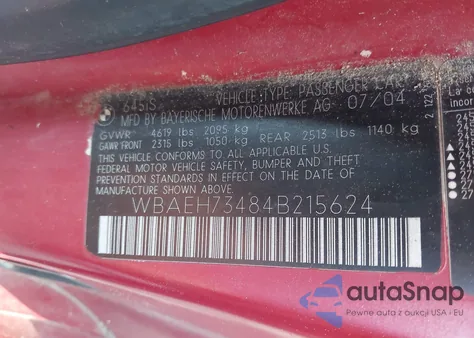 645iS VEHICLE TYPE: PASSENGER CAR
MFD BY BAYERISCHE MOTORENWERKE AG 07/04
GVWR 4619 lbs 2095 kg
GAWR FRONT 2315 lbs 1050 kg REAR 2513 lbs 1140 kg
THIS VEHICLE CONFORMS TO ALL APPLICABLE U.S.
FEDERAL MOTOR VEHICLE SAFETY, BUMPER AND THEFT
PREVENTION STANDARDS IN EFFECT ON THE DATE OF
MANUFACTURE SHOWN ABOVE.
WBAEH73484B215624
autoSnap
Pewne auta z aukcji USA i EU